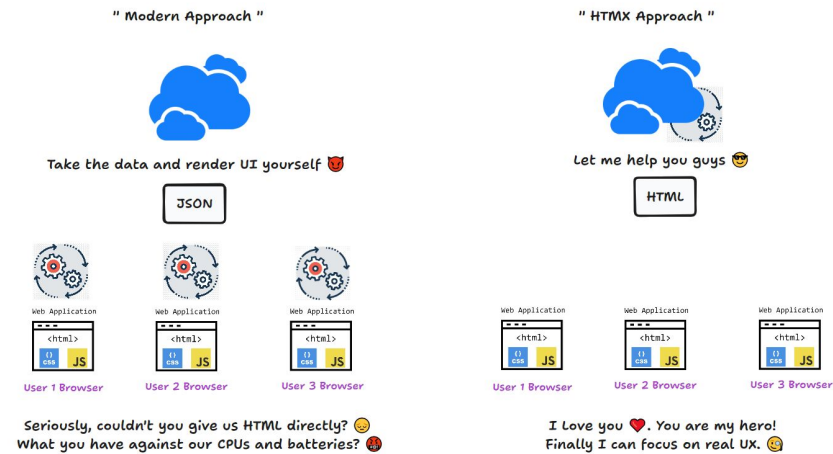 " Modern Approach "
Take the data and render UI yourself 😈
JSON
Web Application
<html>
{} CSS
JS
User 1 Browser
Web Application
<html>
{} CSS
JS
User 2 Browser
Web Application
<html>
{} CSS
JS
User 3 Browser
Seriously, couldn't you give us HTML directly? 😞
What you have against our CPUs and batteries? 🤬
" HTMX Approach "
Let me help you guys 😎
HTML
Web Application
<html>
{} CSS
JS
User 1 Browser
Web Application
<html>
{} CSS
JS
User 2 Browser
Web Application
<html>
{} CSS
JS
User 3 Browser
I Love you ❤️. You are my hero!
Finally I can focus on real UX. 🧐